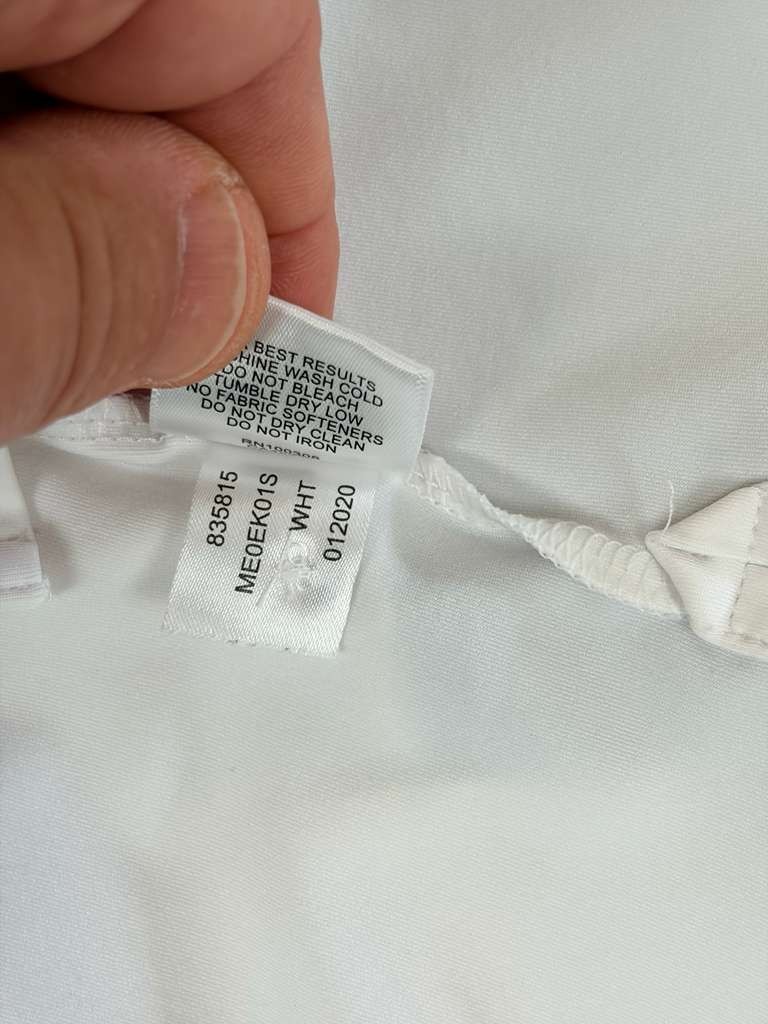 BEST RESULTS
WASH COLD
DO NOT BLEACH
NO TUMBLE DRY LOW
NO FABRIC SOFTENERS
DO NOT DRY CLEAN
DO NOT IRON
835815
ME0EK01S
WHT
012020